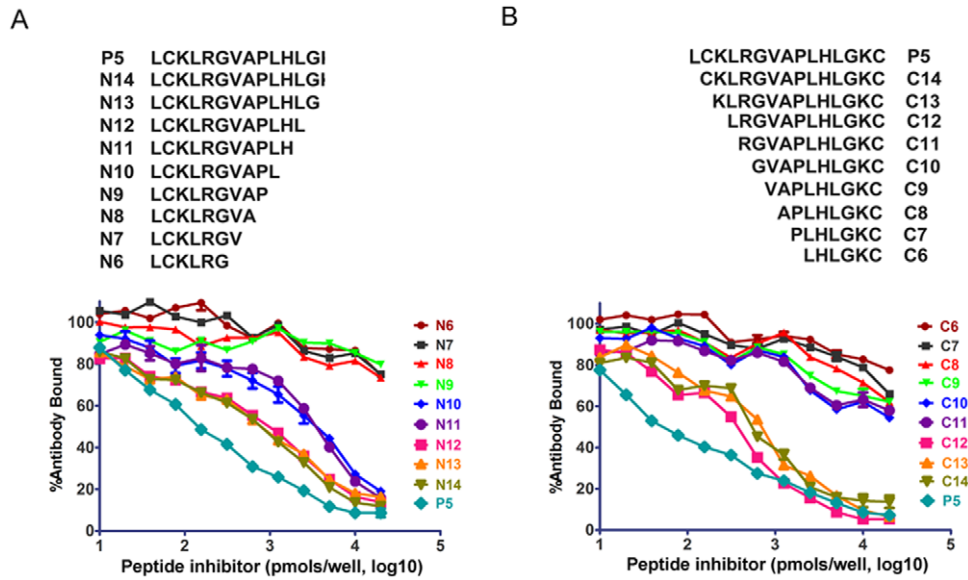 A
P5 LCKLRGVAPLHLGI
N14 LCKLRGVAPLHLGI
N13 LCKLRGVAPLHLG
N12 LCKLRGVAPLHL
N11 LCKLRGVAPLH
N10 LCKLRGVAPL
N9 LCKLRGVAP
N8 LCKLRGVA
N7 LCKLRGV
N6 LCKLRG
100
80
60
40
20
0
1 2 3 4 5
%Antibody Bound
Peptide inhibitor (pmols/well, log10)
N6
N7
N8
N9
N10
N11
N12
N13
N14
P5
B
LCKLRGVAPLHLGKC P5
CKLRGVAPLHLGKC C14
KLRGVAPLHLGKC C13
LRGVAPLHLGKC C12
RGVAPLHLGKC C11
GVAPLHLGKC C10
VAPLHLGKC C9
APLHLGKC C8
PLHLGKC C7
LHLGKC C6
100
80
60
40
20
0
1 2 3 4 5
%Antibody Bound
Peptide inhibitor (pmols/well, log10)
C6
C7
C8
C9
C10
C11
C12
C13
C14
P5